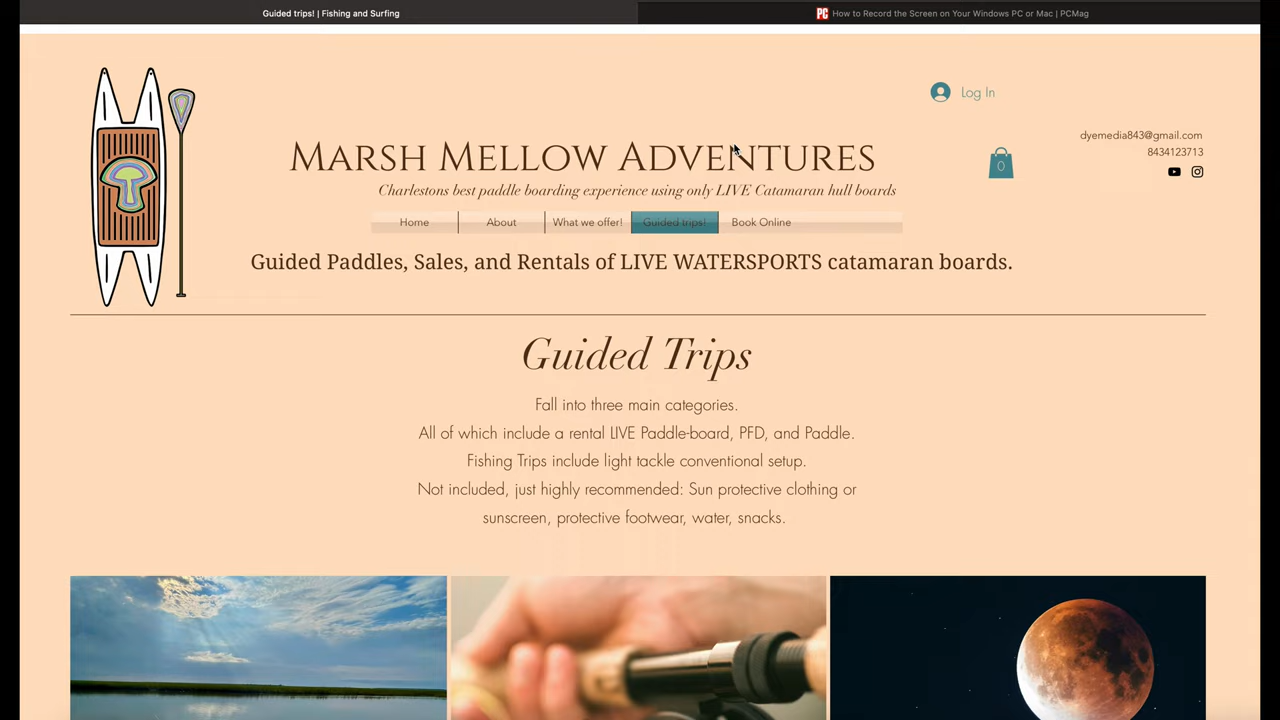 Guided trips! | Fishing and Surfing
PC How to Record the Screen on Your Windows PC or Mac | PCMag
Log In
dyemedia843@gmail.com
8434123713
MARSH MELLOW ADVENTURES
0
Charlestons best paddle boarding experience using only LIVE Catamaran hull boards
Home About What we offer! Guided trips! Book Online
Guided Paddles, Sales, and Rentals of LIVE WATERSPORTS catamaran boards.
Guided Trips
Fall into three main categories.
All of which include a rental LIVE Paddle-board, PFD, and Paddle.
Fishing Trips include light tackle conventional setup.
Not included, just highly recommended: Sun protective clothing or
sunscreen, protective footwear, water, snacks.